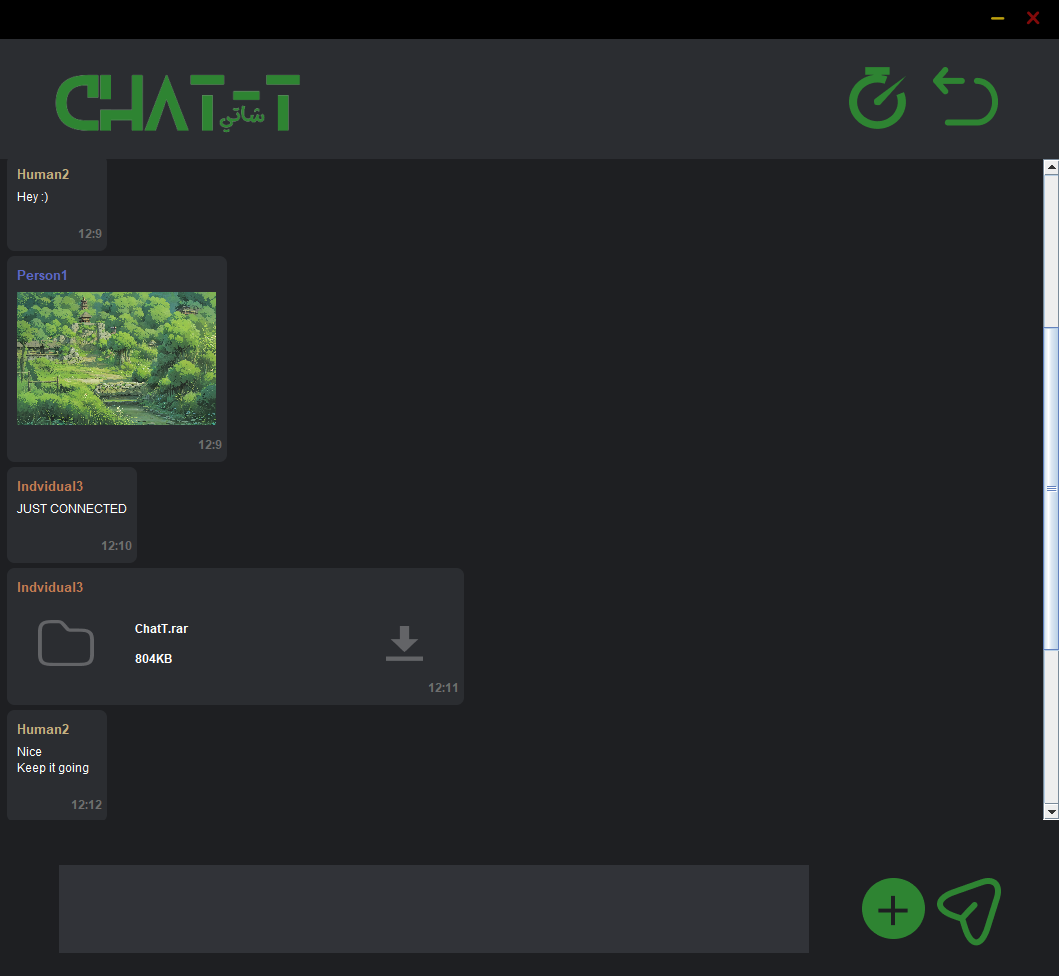 CHAT-T
شاتي
Human2
Hey :)
12:9
Person1
12:9
Indvidual3
JUST CONNECTED
12:10
Indvidual3
ChatT.rar
804KB
12:11
Human2
Nice
Keep it going
12:12